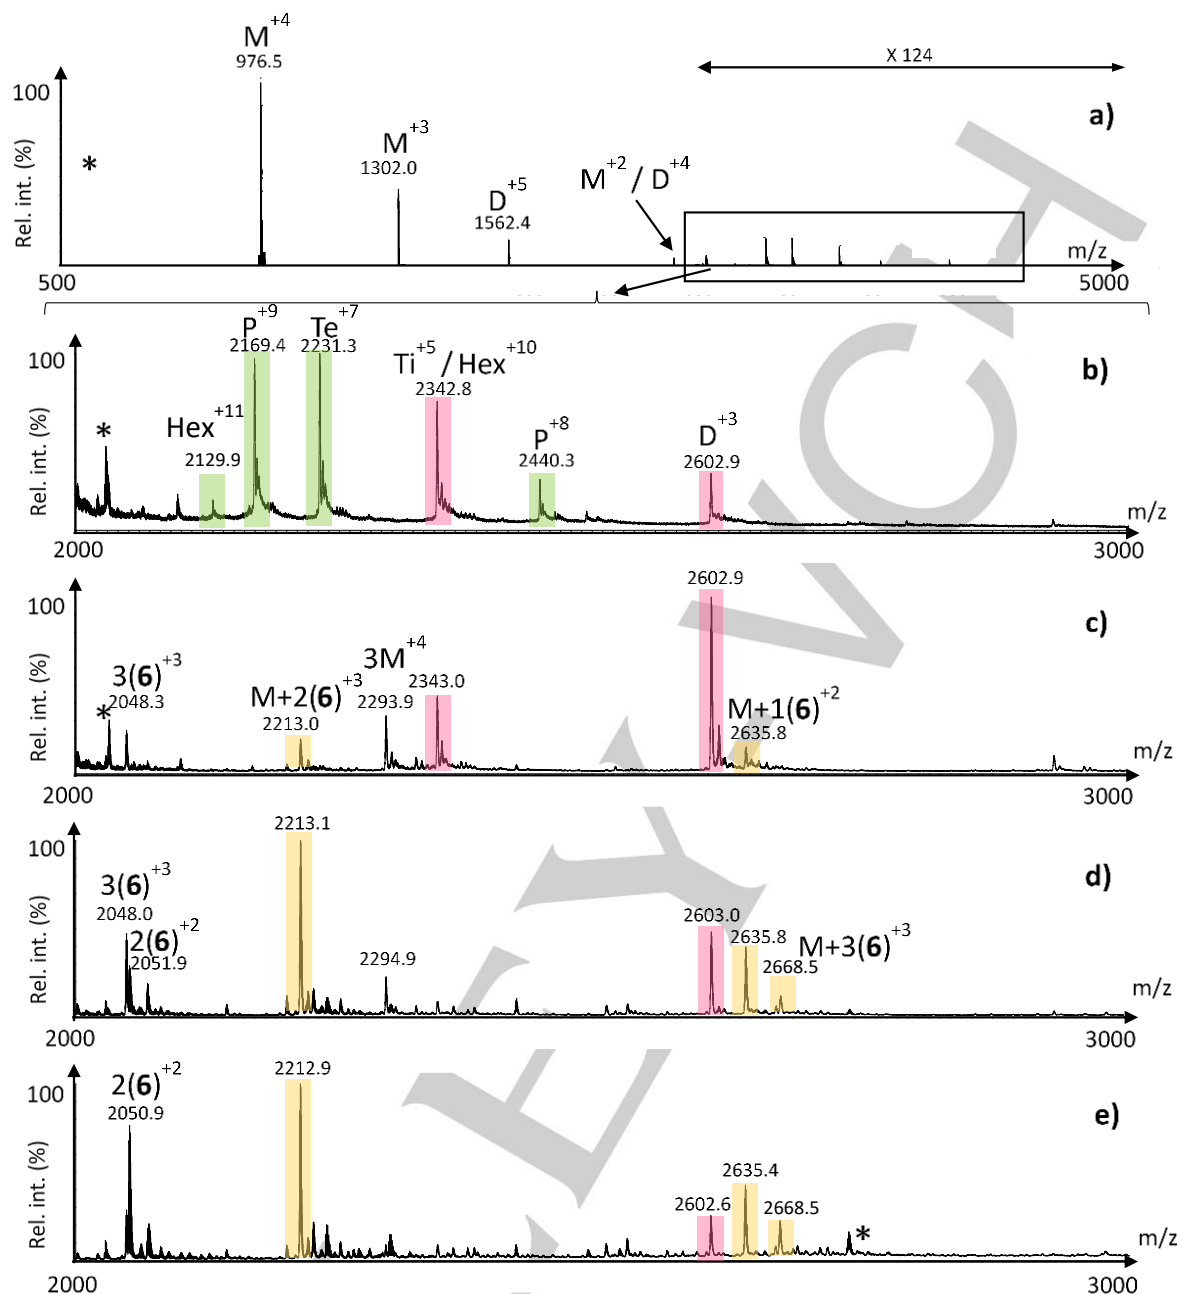 M+4
976.5
X 124
100
a)
M+3
1302.0
*
D+5
1562.4
M+2 / D+4
Rel. int. (%)
m/z
500
5000
P+9
2169.4
Te+7
2231.3
Ti+5 / Hex+10
2342.8
100
b)
Hex+11
2129.9
*
P+8
2440.3
D+3
2602.9
Rel. int. (%)
m/z
2000
3000
2602.9
100
c)
3(6)+3
2048.3
*
M+2(6)+3
2213.0
3M+4
2293.9
2343.0
M+1(6)+2
2635.8
Rel. int. (%)
2000
3000
2213.1
100
d)
3(6)+3
2048.0
2(6)+2
2051.9
2294.9
2603.0
2635.8
M+3(6)+3
2668.5
Rel. int. (%)
m/z
2000
3000
2212.9
100
e)
2(6)+2
2050.9
2635.4
2602.6
2668.5
*
Rel. int. (%)
m/z
2000
3000